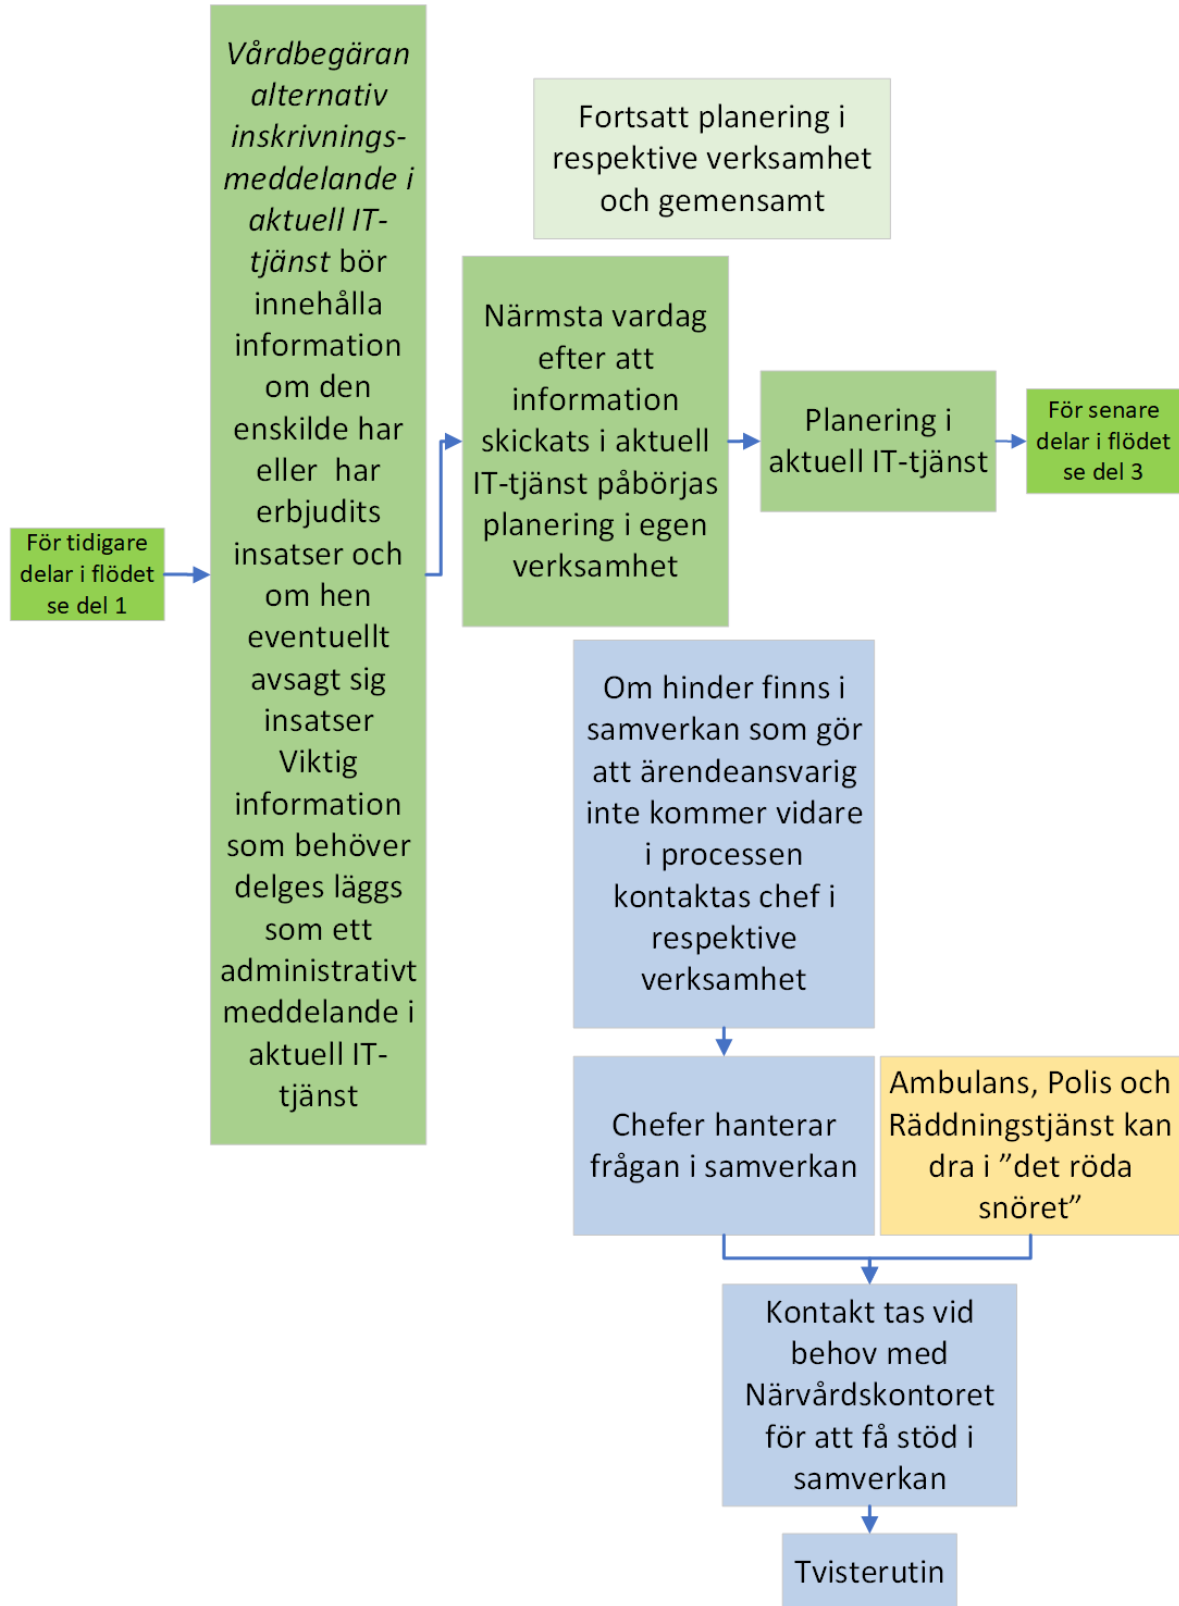 Vårdbegäran
alternativ
inskrivnings-
meddelande i
aktuell IT-
tjänst bör
innehålla
information
om den
enskilde har
eller  har
erbjudits
insatser och
om hen
eventuellt
avsagt sig
insatser
Viktig
information
som behöver
delges läggs
som ett
administrativt
meddelande i
aktuell IT-
tjänst
Fortsatt planering i
respektive verksamhet
och gemensamt
Närmsta vardag
efter att
information
skickats i aktuell
IT-tjänst påbörjas
planering i egen
verksamhet
Planering i
aktuell IT-tjänst
För senare
delar i flödet
se del 3
För tidigare
delar i flödet
se del 1
Om hinder finns i
samverkan som gör
att ärendeansvarig
inte kommer vidare
i processen
kontaktas chef i
respektive
verksamhet
Chefer hanterar
frågan i samverkan
Ambulans, Polis och
Räddningstjänst kan
dra i ”det röda
snöret”
Kontakt tas vid
behov med
Närvårdskontoret
för att få stöd i
samverkan
Tvisterutin